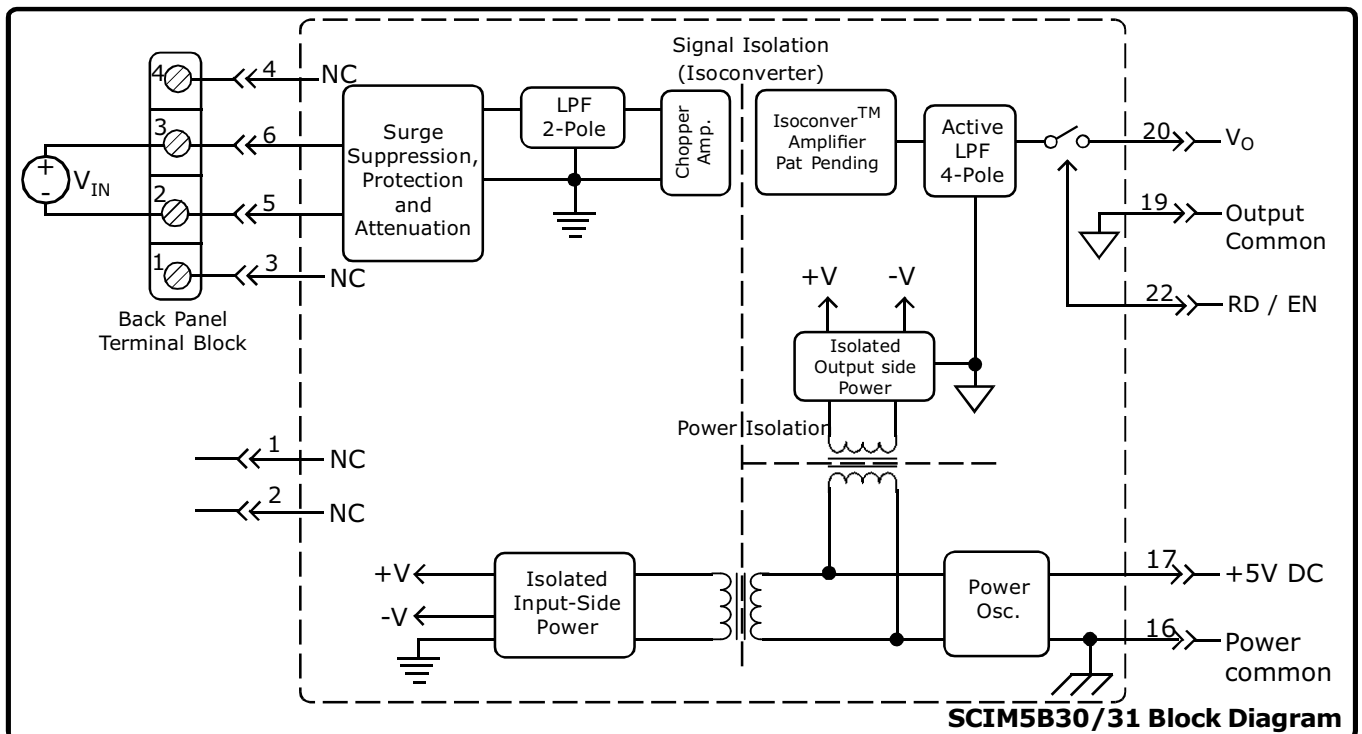 Signal Isolation
(Isoconverter)
4
4
NC
3
6
2
5
1
3
NC
+
-
VIN
Back Panel
Terminal Block
Surge
Suppression,
Protection
and
Attenuation
LPF
2-Pole
Chopper
Amp.
Isoconver™
Amplifier
Pat Pending
Active
LPF
4-Pole
20
VO
19
Output
Common
22
RD / EN
+V
-V
Isolated
Output side
Power
Power Isolation
1
NC
2
NC
+V
-V
Isolated
Input-Side
Power
Power
Osc.
17
+5V DC
16
Power
common
SCIM5B30/31 Block Diagram